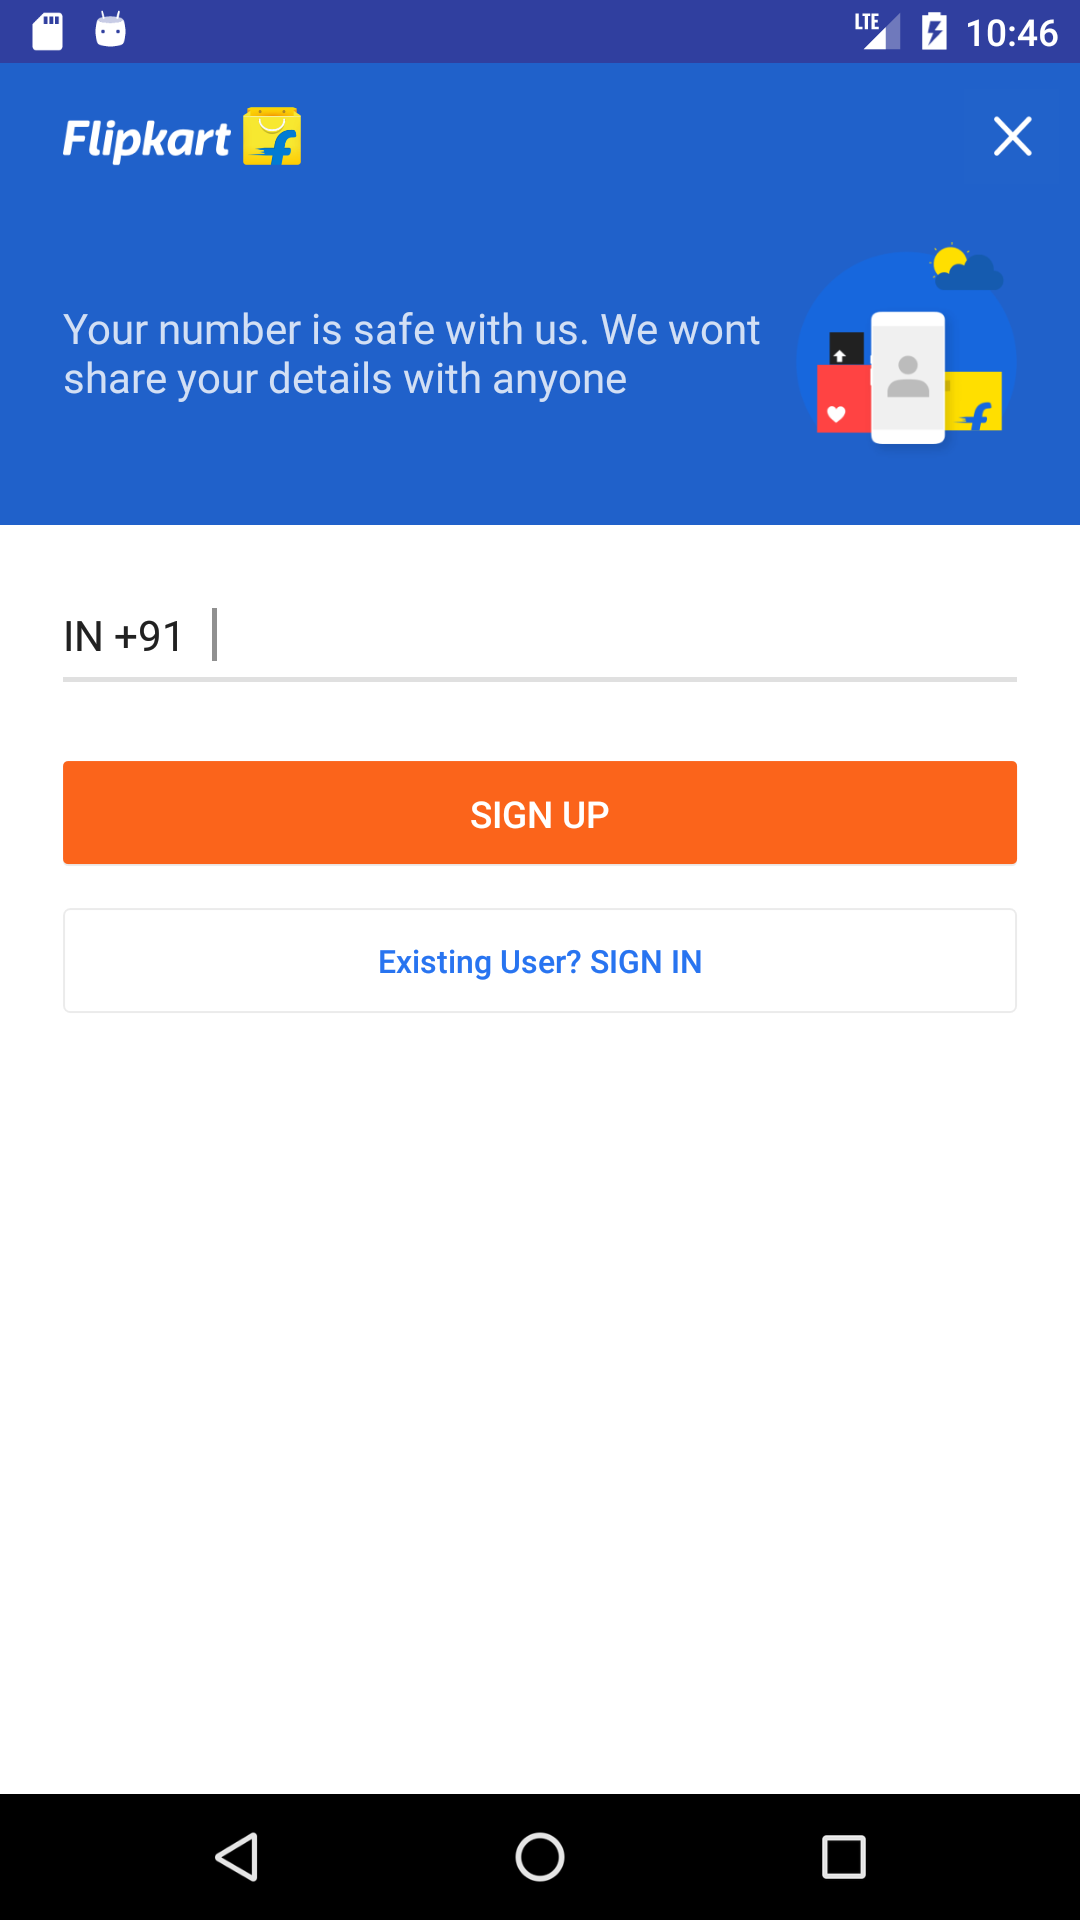 LTE 10:46
Flipkart
Your number is safe with us. We wont
share your details with anyone
IN +91
SIGN UP
Existing User? SIGN IN